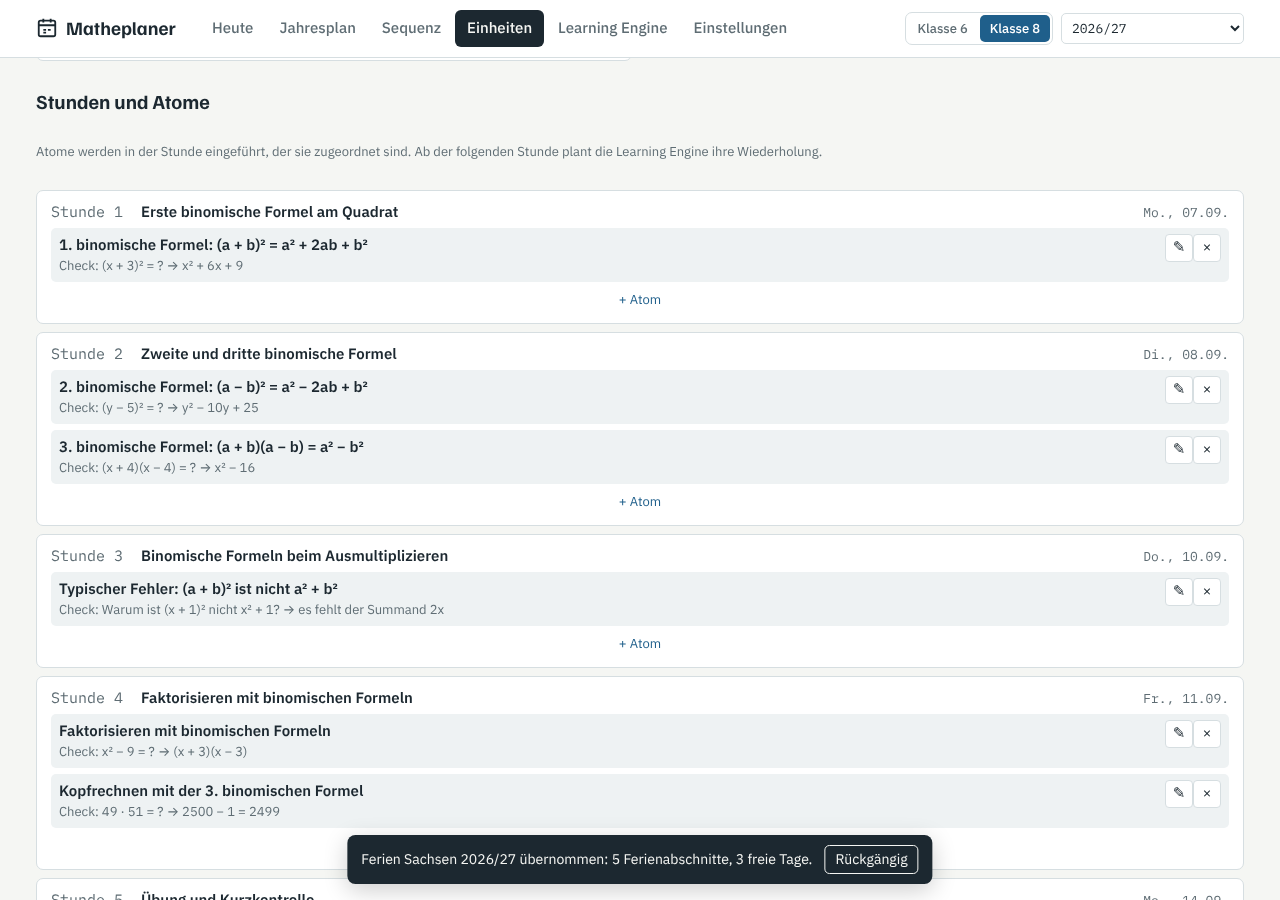 Matheplaner
Heute
Jahresplan
Sequenz
Einheiten
Learning Engine
Einstellungen
Klasse 6
Klasse 8
2026/27
Stunden und Atome
Atome werden in der Stunde eingeführt, der sie zugeordnet sind. Ab der folgenden Stunde plant die Learning Engine ihre Wiederholung.
Stunde 1 Erste binomische Formel am Quadrat Mo., 07.09.
1. binomische Formel: (a + b)² = a² + 2ab + b² ✎ ×
Check: (x + 3)² = ? → x² + 6x + 9
+ Atom
Stunde 2 Zweite und dritte binomische Formel Di., 08.09.
2. binomische Formel: (a − b)² = a² − 2ab + b² ✎ ×
Check: (y − 5)² = ? → y² − 10y + 25
3. binomische Formel: (a + b)(a − b) = a² − b² ✎ ×
Check: (x + 4)(x − 4) = ? → x² − 16
+ Atom
Stunde 3 Binomische Formeln beim Ausmultiplizieren Do., 10.09.
Typischer Fehler: (a + b)² ist nicht a² + b² ✎ ×
Check: Warum ist (x + 1)² nicht x² + 1? → es fehlt der Summand 2x
+ Atom
Stunde 4 Faktorisieren mit binomischen Formeln Fr., 11.09.
Faktorisieren mit binomischen Formeln ✎ ×
Check: x² − 9 = ? → (x + 3)(x − 3)
Kopfrechnen mit der 3. binomischen Formel ✎ ×
Check: 49 · 51 = ? → 2500 − 1 = 2499
Ferien Sachsen 2026/27 übernommen: 5 Ferienabschnitte, 3 freie Tage. Rückgängig
Stunde 5 Übung und Kurzkontrolle Mo., 14.09.